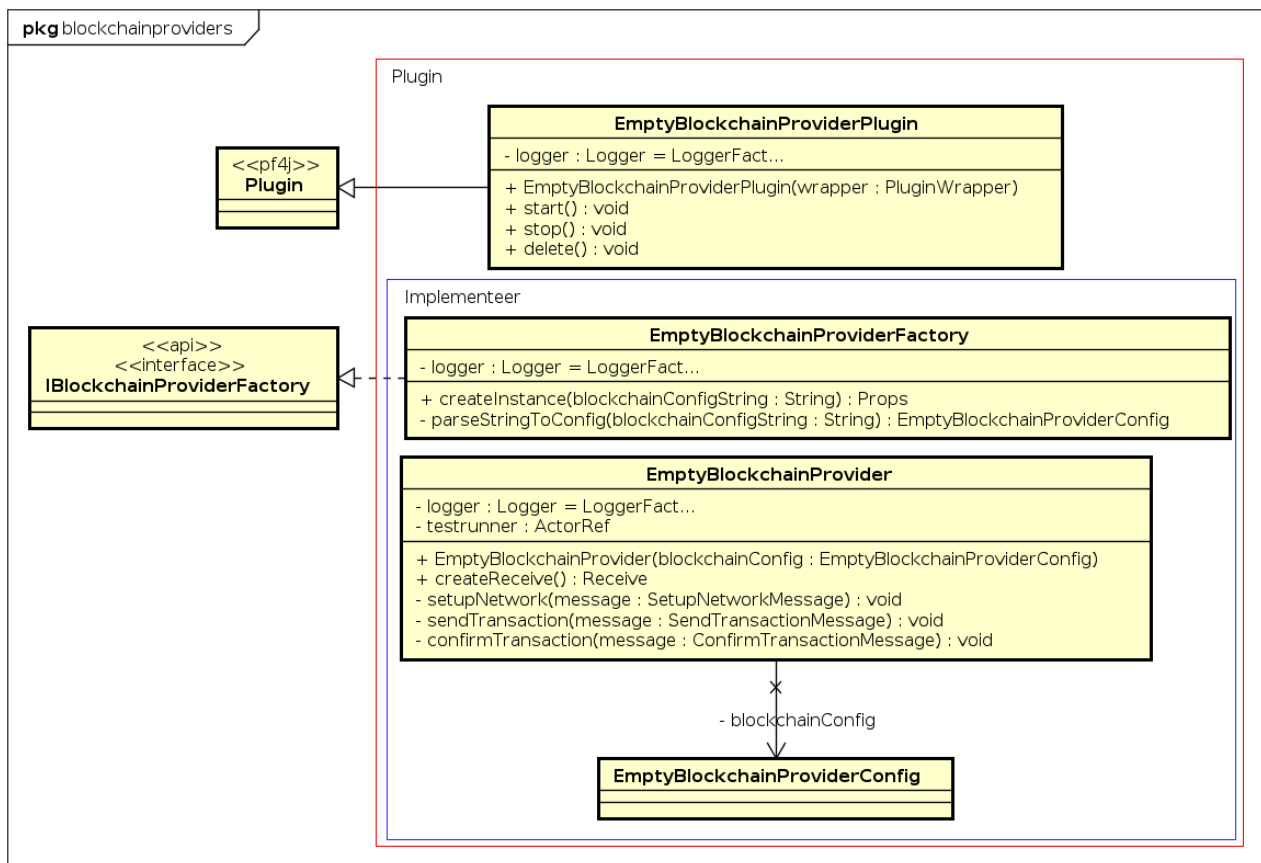 pkg blockchainproviders
Plugin
EmptyBlockchainProviderPlugin
- logger : Logger = LoggerFact...
+ EmptyBlockchainProviderPlugin(wrapper : PluginWrapper)
+ start() : void
+ stop() : void
+ delete() : void
<<pf4j>>
Plugin
Implementeer
EmptyBlockchainProviderFactory
- logger : Logger = LoggerFact...
+ createInstance(blockchainConfigString : String) : Props
- parseStringToConfig(blockchainConfigString : String) : EmptyBlockchainProviderConfig
<<api>>
<<interface>>
IBlockchainProviderFactory
EmptyBlockchainProvider
- logger : Logger = LoggerFact...
- testrunner : ActorRef
+ EmptyBlockchainProvider(blockchainConfig : EmptyBlockchainProviderConfig)
+ createReceive() : Receive
- setupNetwork(message : SetupNetworkMessage) : void
- sendTransaction(message : SendTransactionMessage) : void
- confirmTransaction(message : ConfirmTransactionMessage) : void
- blockchainConfig
EmptyBlockchainProviderConfig